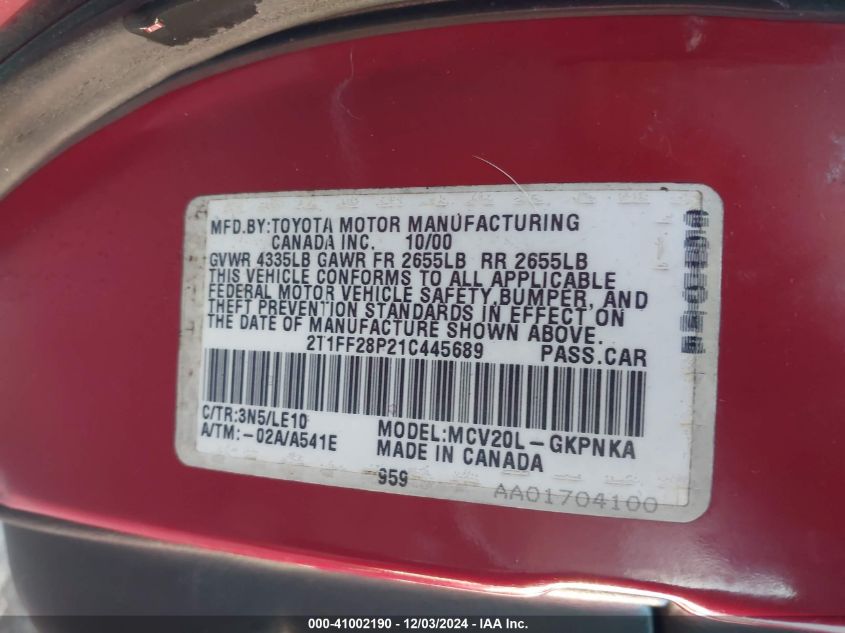 MFD.BY:TOYOTA MOTOR MANUFACTURING
CANADA INC. 10/00
GVWR 4335LB GAWR FR 2655LB RR 2655LB
THIS VEHICLE CONFORMS TO ALL APPLICABLE
FEDERAL MOTOR VEHICLE SAFETY,BUMPER, AND
THEFT PREVENTION STANDARDS IN EFFECT ON
THE DATE OF MANUFACTURE SHOWN ABOVE.
2T1FF28P21C445689 PASS.CAR
C/TR:3N5/LE10
A/TM:-02A/A541E
MODEL:MCV20L-GKPNKA
MADE IN CANADA
959
AA01704100
000-41002190 - 12/03/2024 - IAA Inc.